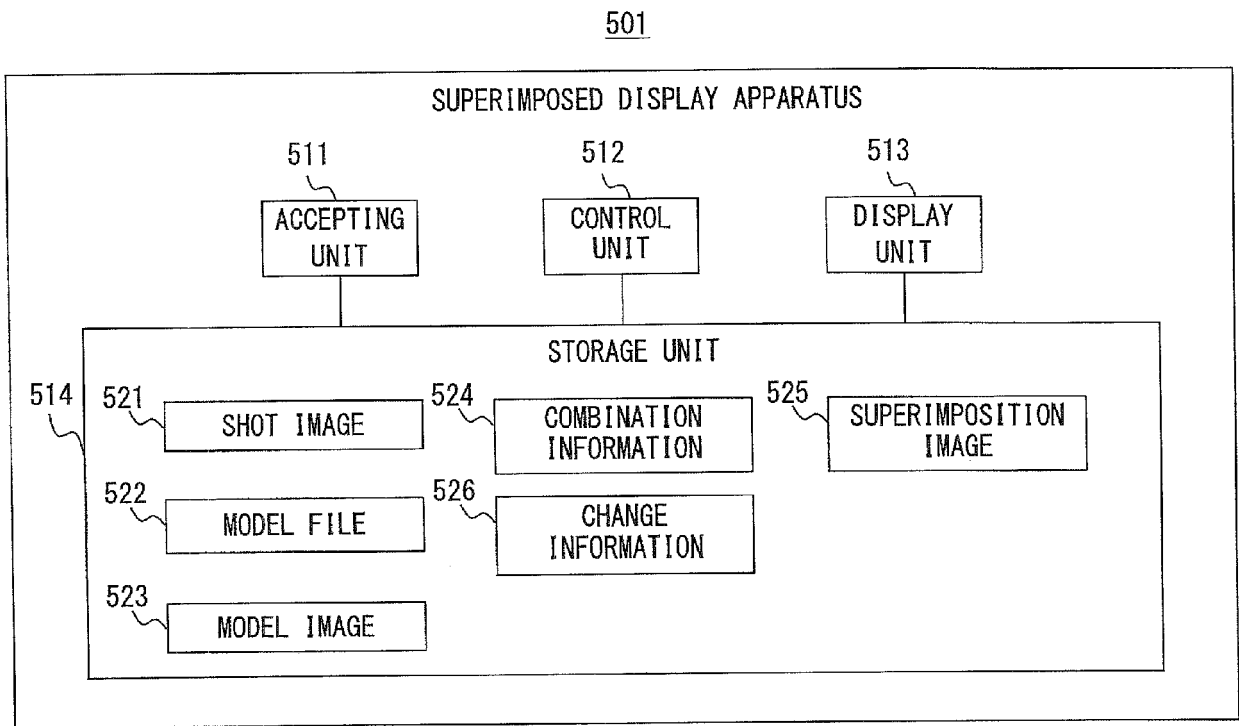 501
SUPERIMPOSED DISPLAY APPARATUS
511
512
513
ACCEPTING
UNIT
CONTROL
UNIT
DISPLAY
UNIT
STORAGE UNIT
514
521
SHOT IMAGE
524
COMBINATION
INFORMATION
525
SUPERIMPOSITION
IMAGE
522
MODEL FILE
526
CHANGE
INFORMATION
523
MODEL IMAGE